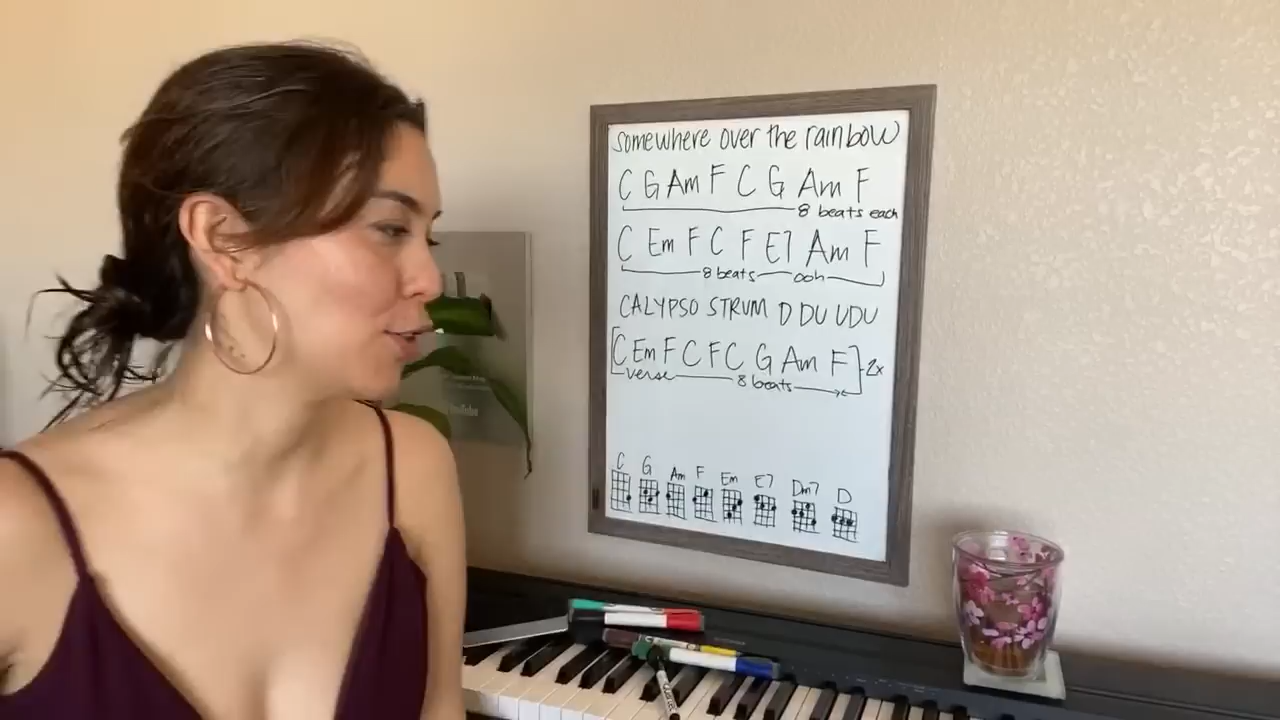 somewhere over the rainbow
C G Am F C G Am F
8 beats each
C Em F C F E7 Am F
8 beats ooh
CALYPSO STRUM D DU UDU
[C Em F C F C G Am F] 2x
verse 8 beats
C G Am F Em E7 Dm7 D
YouTube